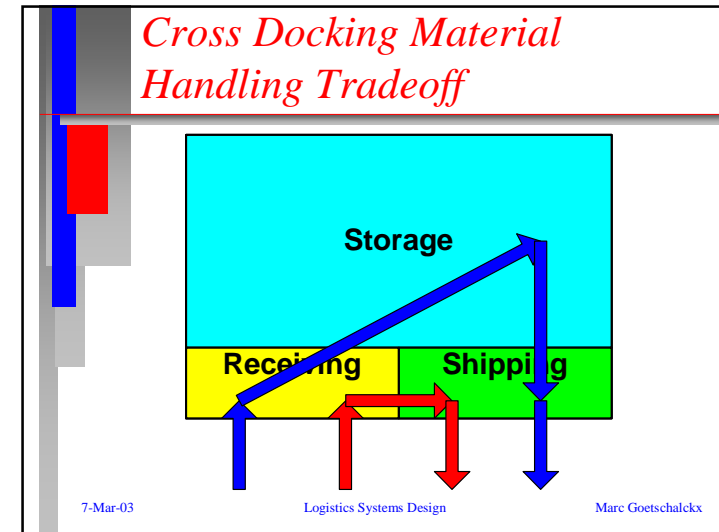 Cross Docking Material
Handling Tradeoff
Storage
Receiving
Shipping
7-Mar-03
Logistics Systems Design
Marc Goetschalckx